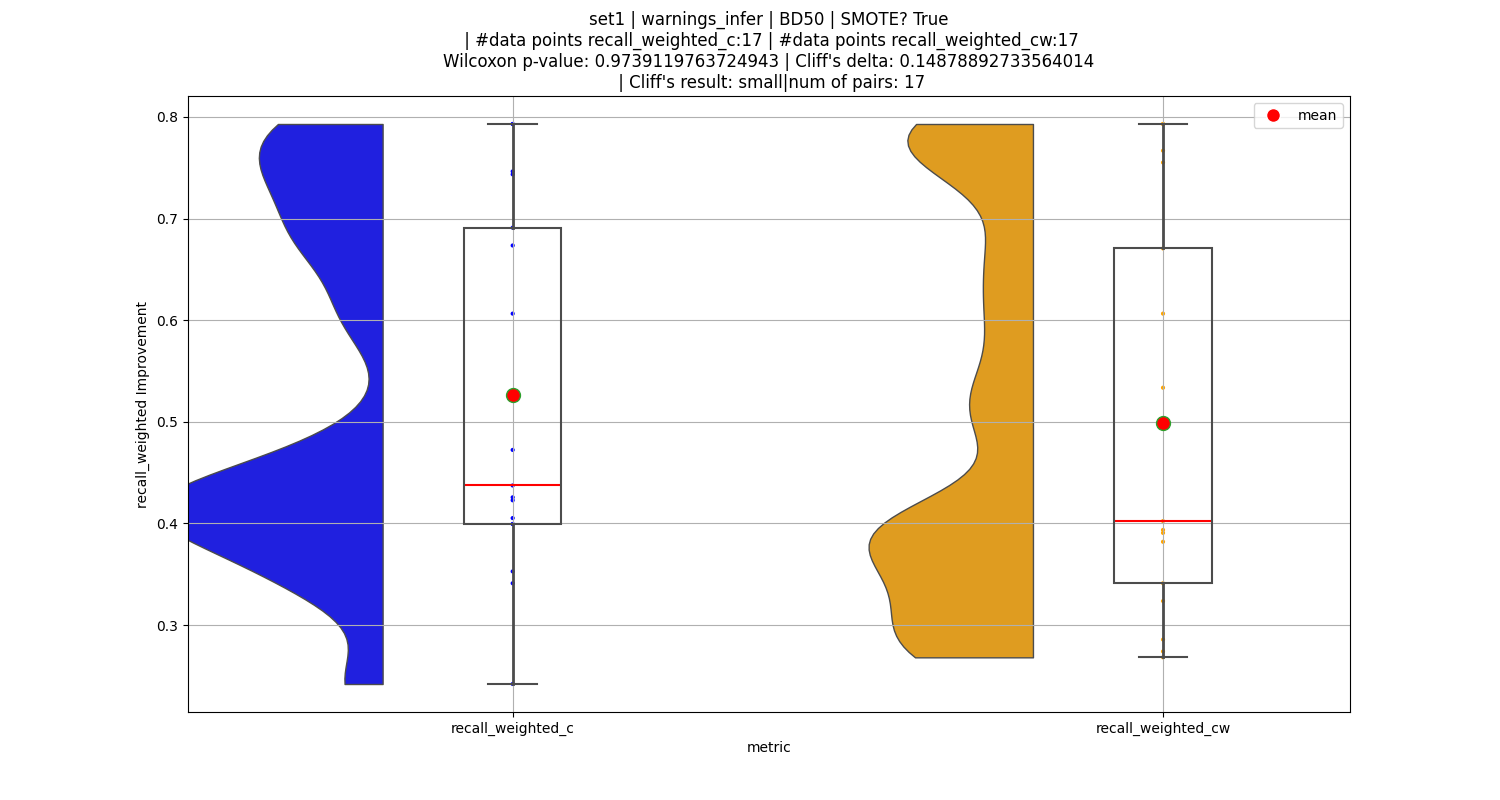 set1 | warnings_infer | BD50 | SMOTE? True
| #data points recall_weighted_c:17 | #data points recall_weighted_cw:17
Wilcoxon p-value: 0.9739119763724943 | Cliff's delta: 0.14878892733564014
| Cliff's result: small|num of pairs: 17
mean
0.8
0.7
0.6
0.5
0.4
0.3
recall_weighted Improvement
recall_weighted_c
recall_weighted_cw
metric